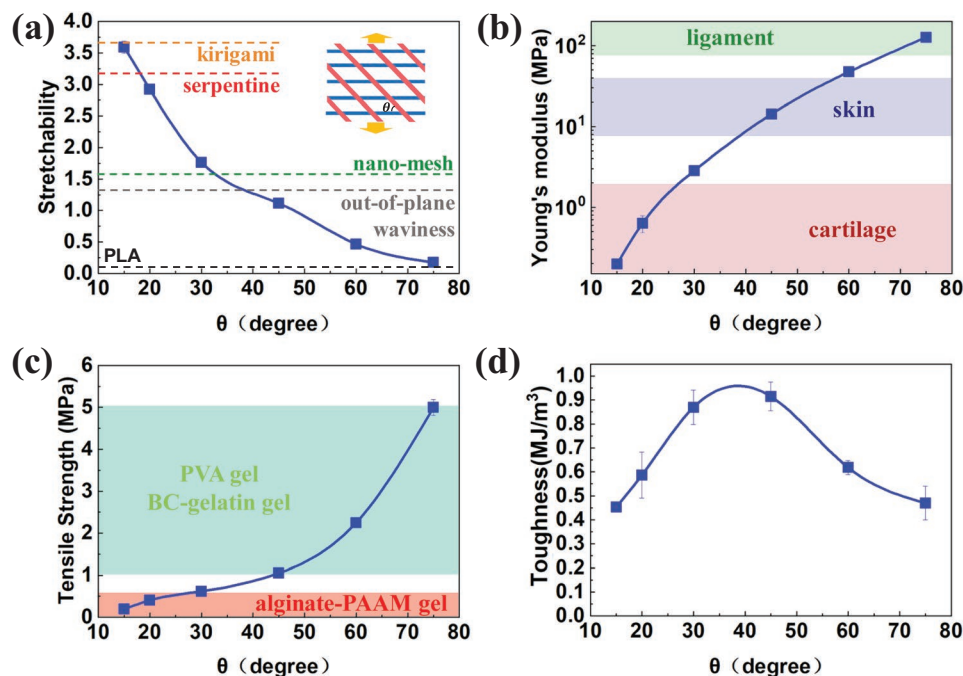 (a)
Stretchability
4.0
3.5
3.0
2.5
2.0
1.5
1.0
0.5
0.0
kirigami
serpentine
θ
nano-mesh
out-of-plane
waviness
PLA
10 20 30 40 50 60 70 80
θ（degree）
(b)
Young's modulus (MPa)
10²
10¹
10⁰
ligament
skin
cartilage
10 20 30 40 50 60 70 80
θ（degree）
(c)
Tensile Strength (MPa)
6
5
4
3
2
1
0
PVA gel
BC-gelatin gel
alginate-PAAM gel
10 20 30 40 50 60 70 80
θ（degree）
(d)
Toughness(MJ/m³)
1.0
0.9
0.8
0.7
0.6
0.5
0.4
0.3
0.2
0.1
0.0
10 20 30 40 50 60 70 80
θ（degree）